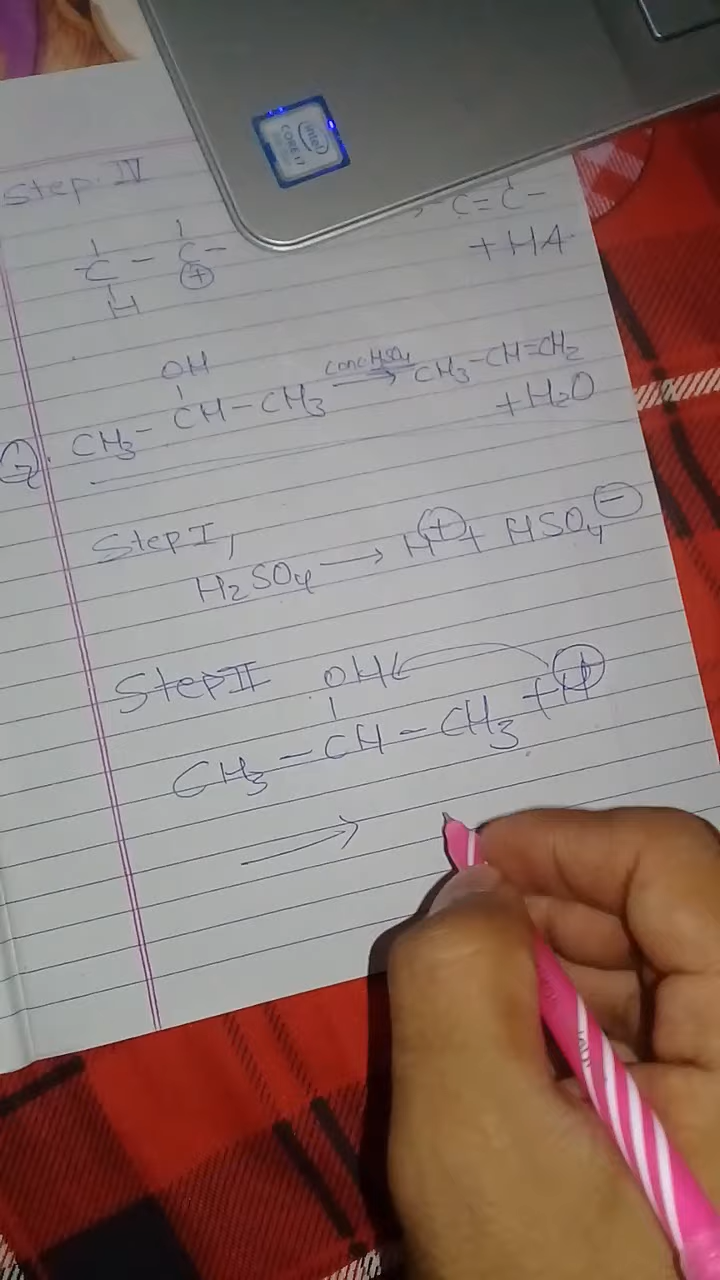 intel
CORE i7
Step. IV
-C - C-
H
⊕
-C=C-
+HA
OH
Q. CH3-CH-CH3 conc H2SO4 → CH3-CH=CH2
+H2O
Step I,
H2SO4 → H⊕ + HSO4⊖
Step II
OH
CH3-CH-CH3 + H⊕
→